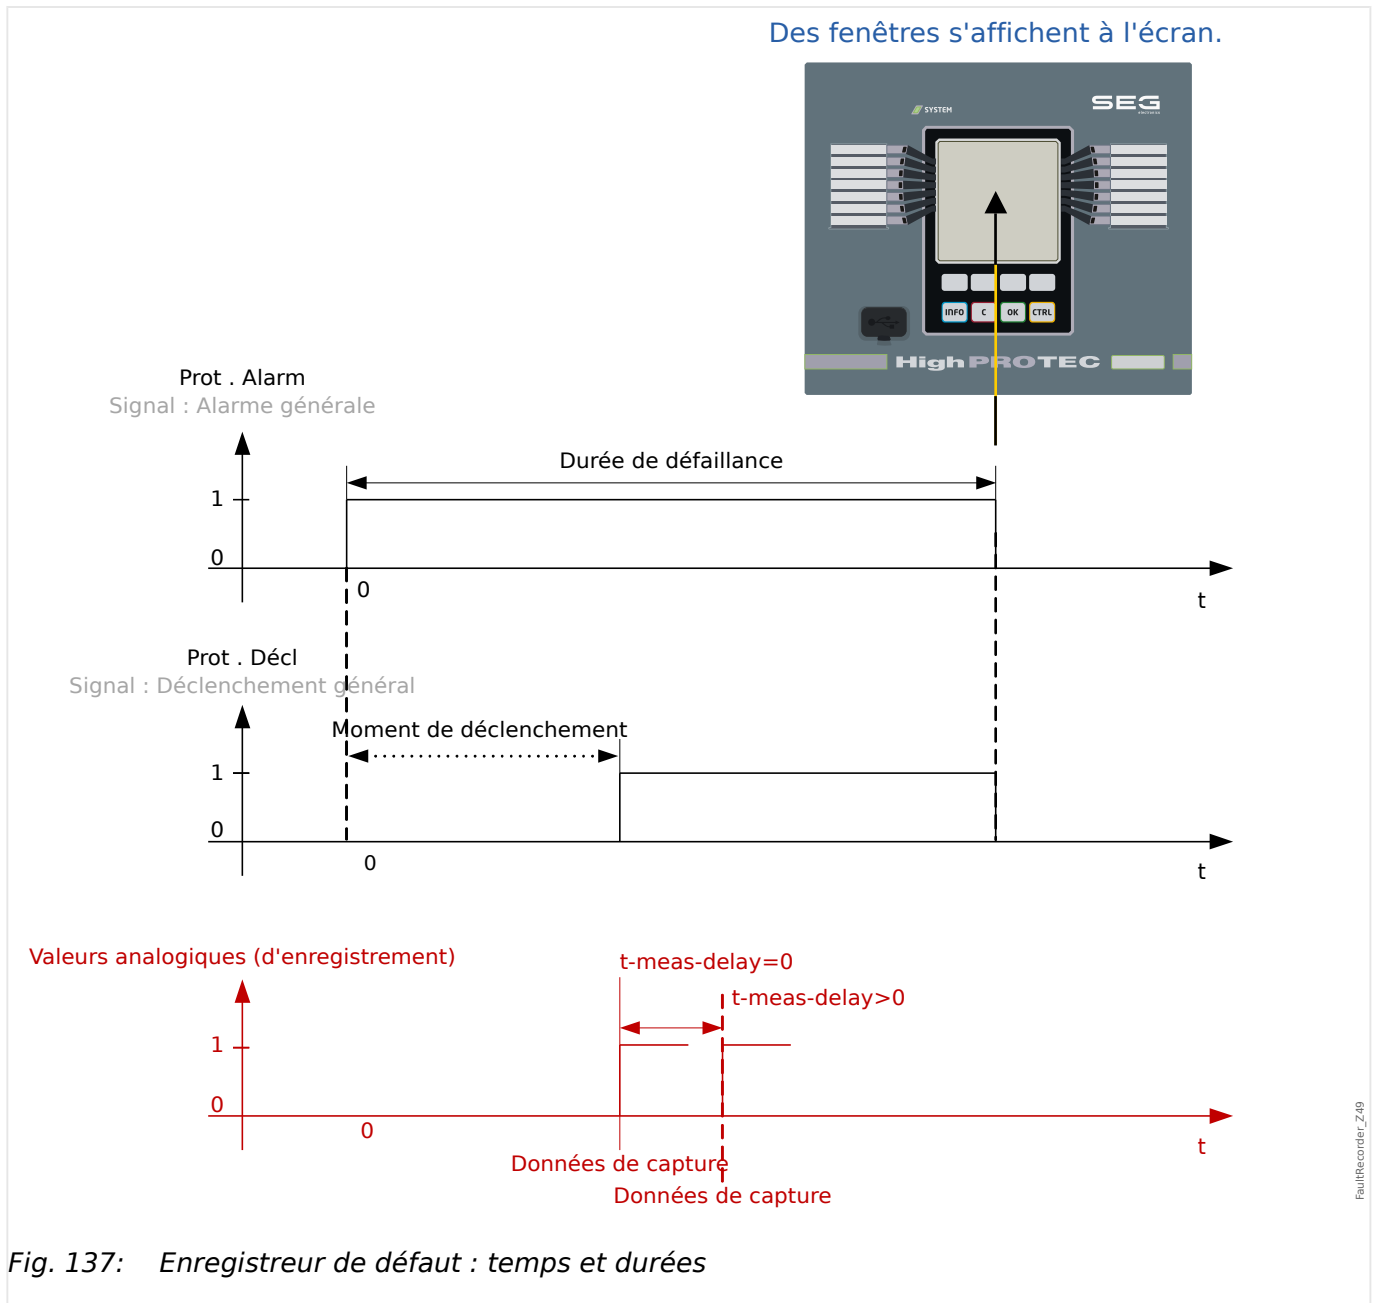 Des fenêtres s'affichent à l'écran.
SYSTEM
SEG
electronics
INFO
C
OK
CTRL
HighPROTEC
Prot . Alarm
Signal : Alarme générale
Durée de défaillance
1
0
0
t
Prot . Décl
Signal : Déclenchement général
Moment de déclenchement
1
0
0
t
Valeurs analogiques (d'enregistrement)
t-meas-delay=0
t-meas-delay>0
1
0
0
t
Données de capture
Données de capture
FaultRecorder_Z49
Fig. 137: Enregistreur de défaut : temps et durées